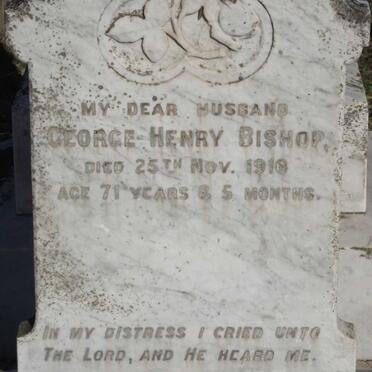 MY DEAR HUSBAND
GEORGE HENRY BISHOP,
DIED 25TH NOV. 1918
AGE 71 YEARS & 5 MONTHS.
IN MY DISTRESS I CRIED UNTO
THE LORD, AND HE HEARD ME.